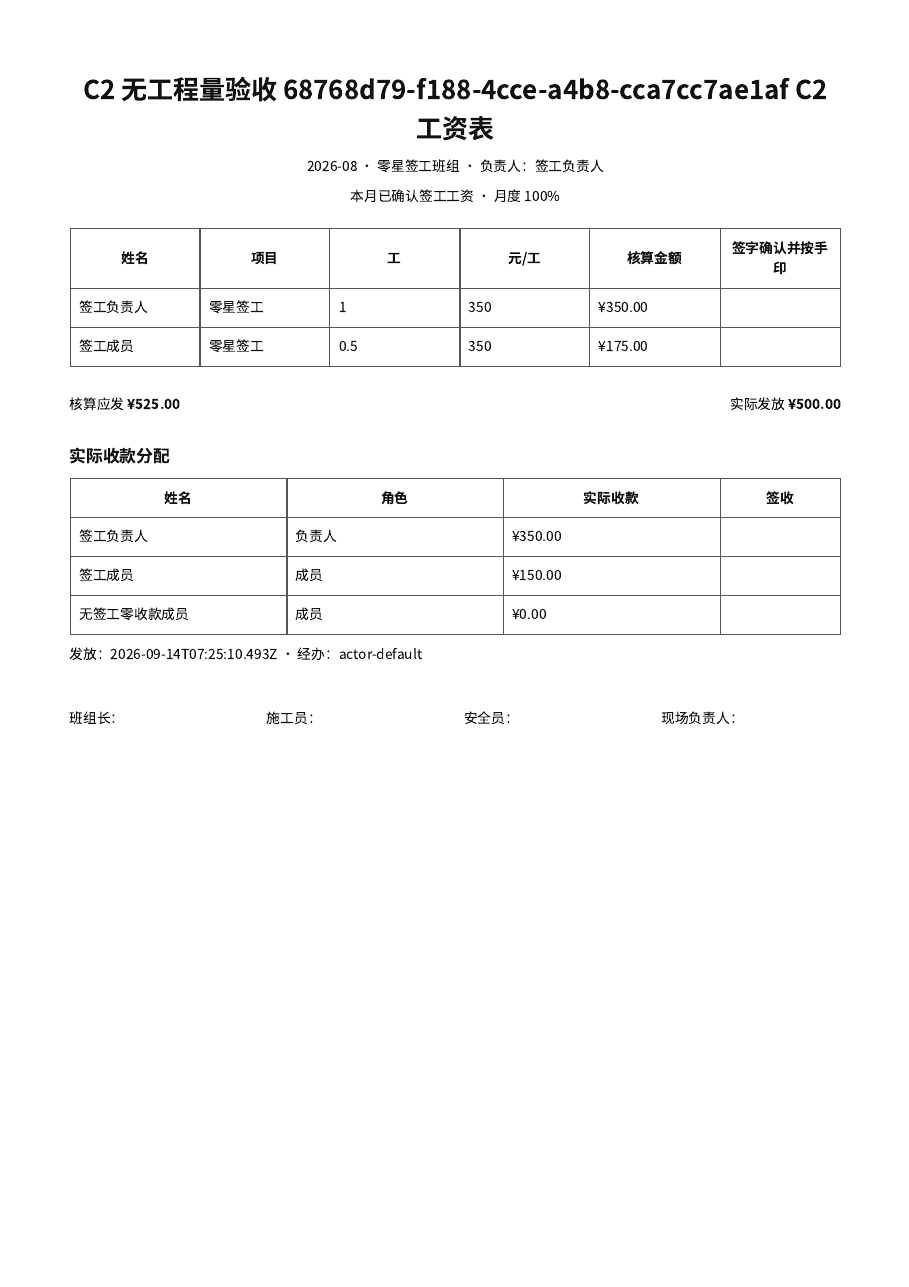 C2 无工程量验收 68768d79-f188-4cce-a4b8-cca7cc7ae1af C2
工资表
2026-08 · 零星签工班组 · 负责人：签工负责人
本月已确认签工工资 · 月度 100%
姓名 项目 工 元/工 核算金额 签字确认并按手
印
签工负责人 零星签工 1 350 ¥350.00
签工成员 零星签工 0.5 350 ¥175.00
核算应发 ¥525.00 实际发放 ¥500.00
实际收款分配
姓名 角色 实际收款 签收
签工负责人 负责人 ¥350.00
签工成员 成员 ¥150.00
无签工零收款成员 成员 ¥0.00
发放：2026-09-14T07:25:10.493Z · 经办：actor-default
班组长： 施工员： 安全员： 现场负责人：